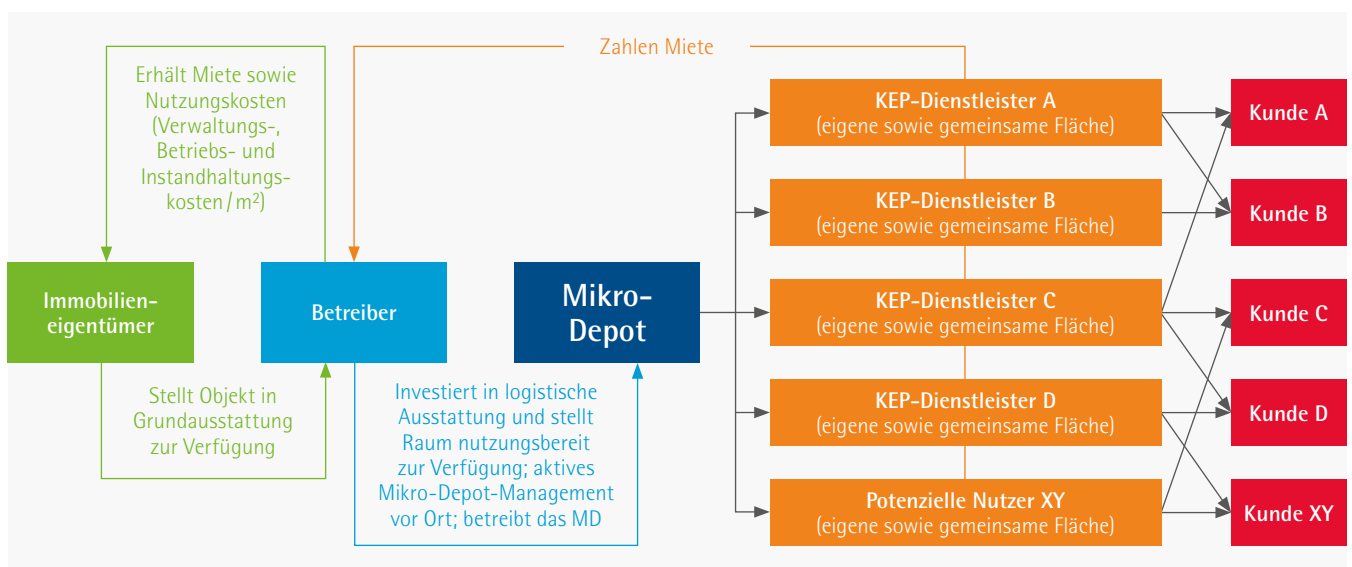 Zahlen Miete
Erhält Miete sowie
Nutzungskosten
(Verwaltungs-,
Betriebs- und
Instandhaltungs-
kosten / m²)
Immobilien-
eigentümer
Betreiber
Stellt Objekt in
Grundausstattung
zur Verfügung
Investiert in logistische
Ausstattung und stellt
Raum nutzungsbereit
zur Verfügung; aktives
Mikro-Depot-Management
vor Ort; betreibt das MD
Mikro-
Depot
KEP-Dienstleister A
(eigene sowie gemeinsame Fläche)
KEP-Dienstleister B
(eigene sowie gemeinsame Fläche)
KEP-Dienstleister C
(eigene sowie gemeinsame Fläche)
KEP-Dienstleister D
(eigene sowie gemeinsame Fläche)
Potenzielle Nutzer XY
(eigene sowie gemeinsame Fläche)
Kunde A
Kunde B
Kunde C
Kunde D
Kunde XY